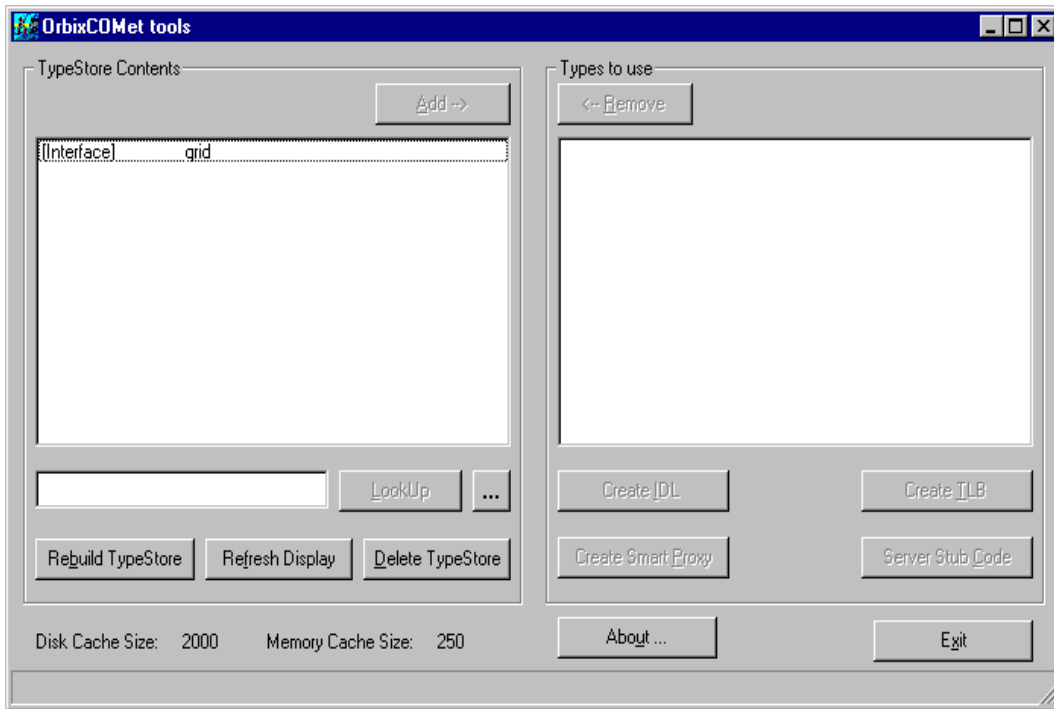 OrbixCOMet tools
TypeStore Contents
Add -->
[Interface] grid
LookUp
...
Rebuild TypeStore
Refresh Display
Delete TypeStore
Types to use
<-- Remove
Create IDL
Create TLB
Create Smart Proxy
Server Stub Code
Disk Cache Size: 2000
Memory Cache Size: 250
About ...
Exit